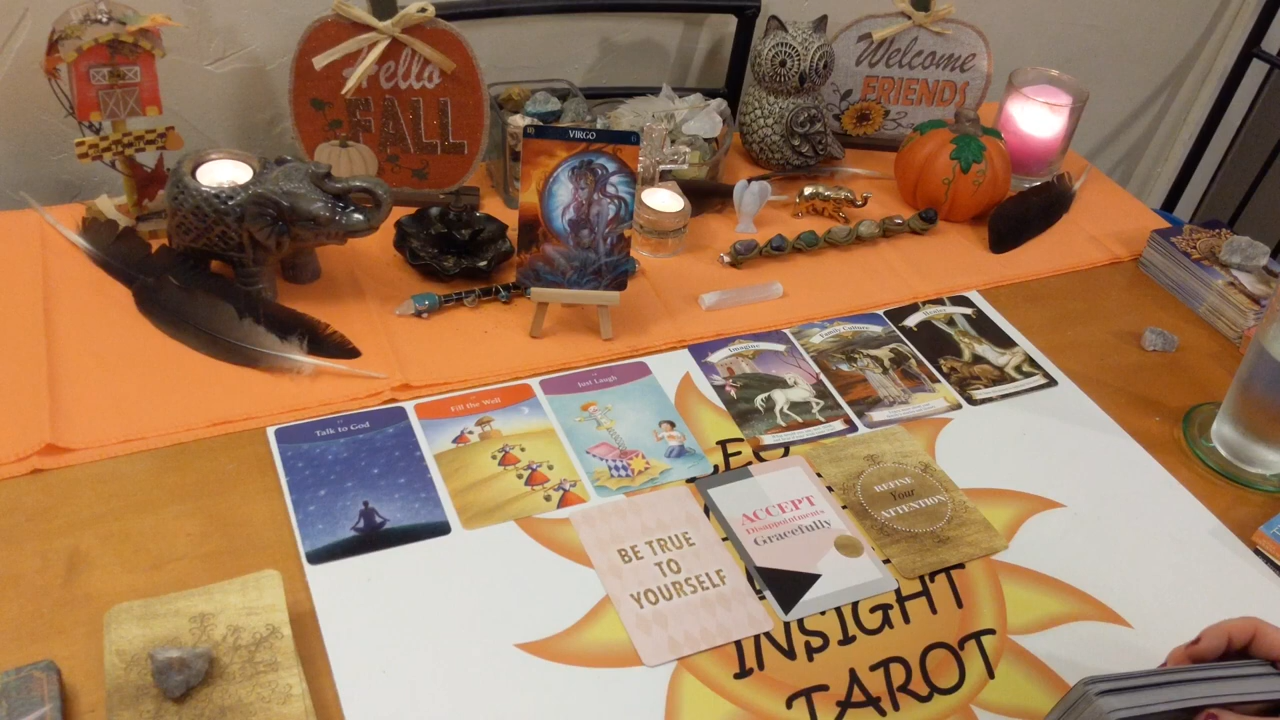 Hello
FALL
Welcome
FRIENDS
VIRGO
Talk to God
Fill the Well
Just Laugh
Imagine
Family Culture
Healer
BE TRUE
TO
YOURSELF
ACCEPT
Disappointments
Gracefully
REFINE
Your
ATTENTION
LEO
INSIGHT
TAROT